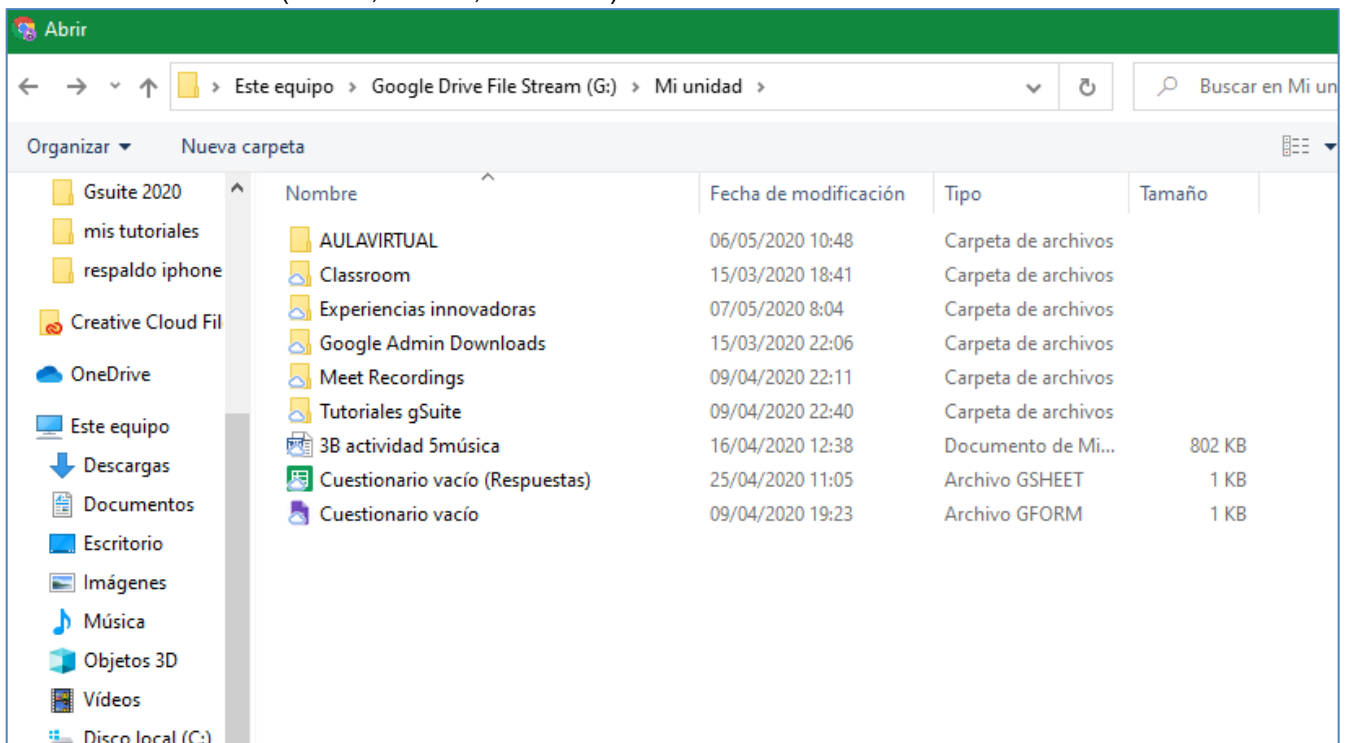 Abrir
Este equipo > Google Drive File Stream (G:) > Mi unidad >
Buscar en Mi un
Organizar
Nueva carpeta
Gsuite 2020
mis tutoriales
respaldo iphone
Creative Cloud Fil
OneDrive
Este equipo
Descargas
Documentos
Escritorio
Imágenes
Música
Objetos 3D
Vídeos
Disco local (C:)
Nombre Fecha de modificación Tipo Tamaño
AULAVIRTUAL 06/05/2020 10:48 Carpeta de archivos
Classroom 15/03/2020 18:41 Carpeta de archivos
Experiencias innovadoras 07/05/2020 8:04 Carpeta de archivos
Google Admin Downloads 15/03/2020 22:06 Carpeta de archivos
Meet Recordings 09/04/2020 22:11 Carpeta de archivos
Tutoriales gSuite 09/04/2020 22:40 Carpeta de archivos
3B actividad 5música 16/04/2020 12:38 Documento de Mi... 802 KB
Cuestionario vacío (Respuestas) 25/04/2020 11:05 Archivo GSHEET 1 KB
Cuestionario vacío 09/04/2020 19:23 Archivo GFORM 1 KB